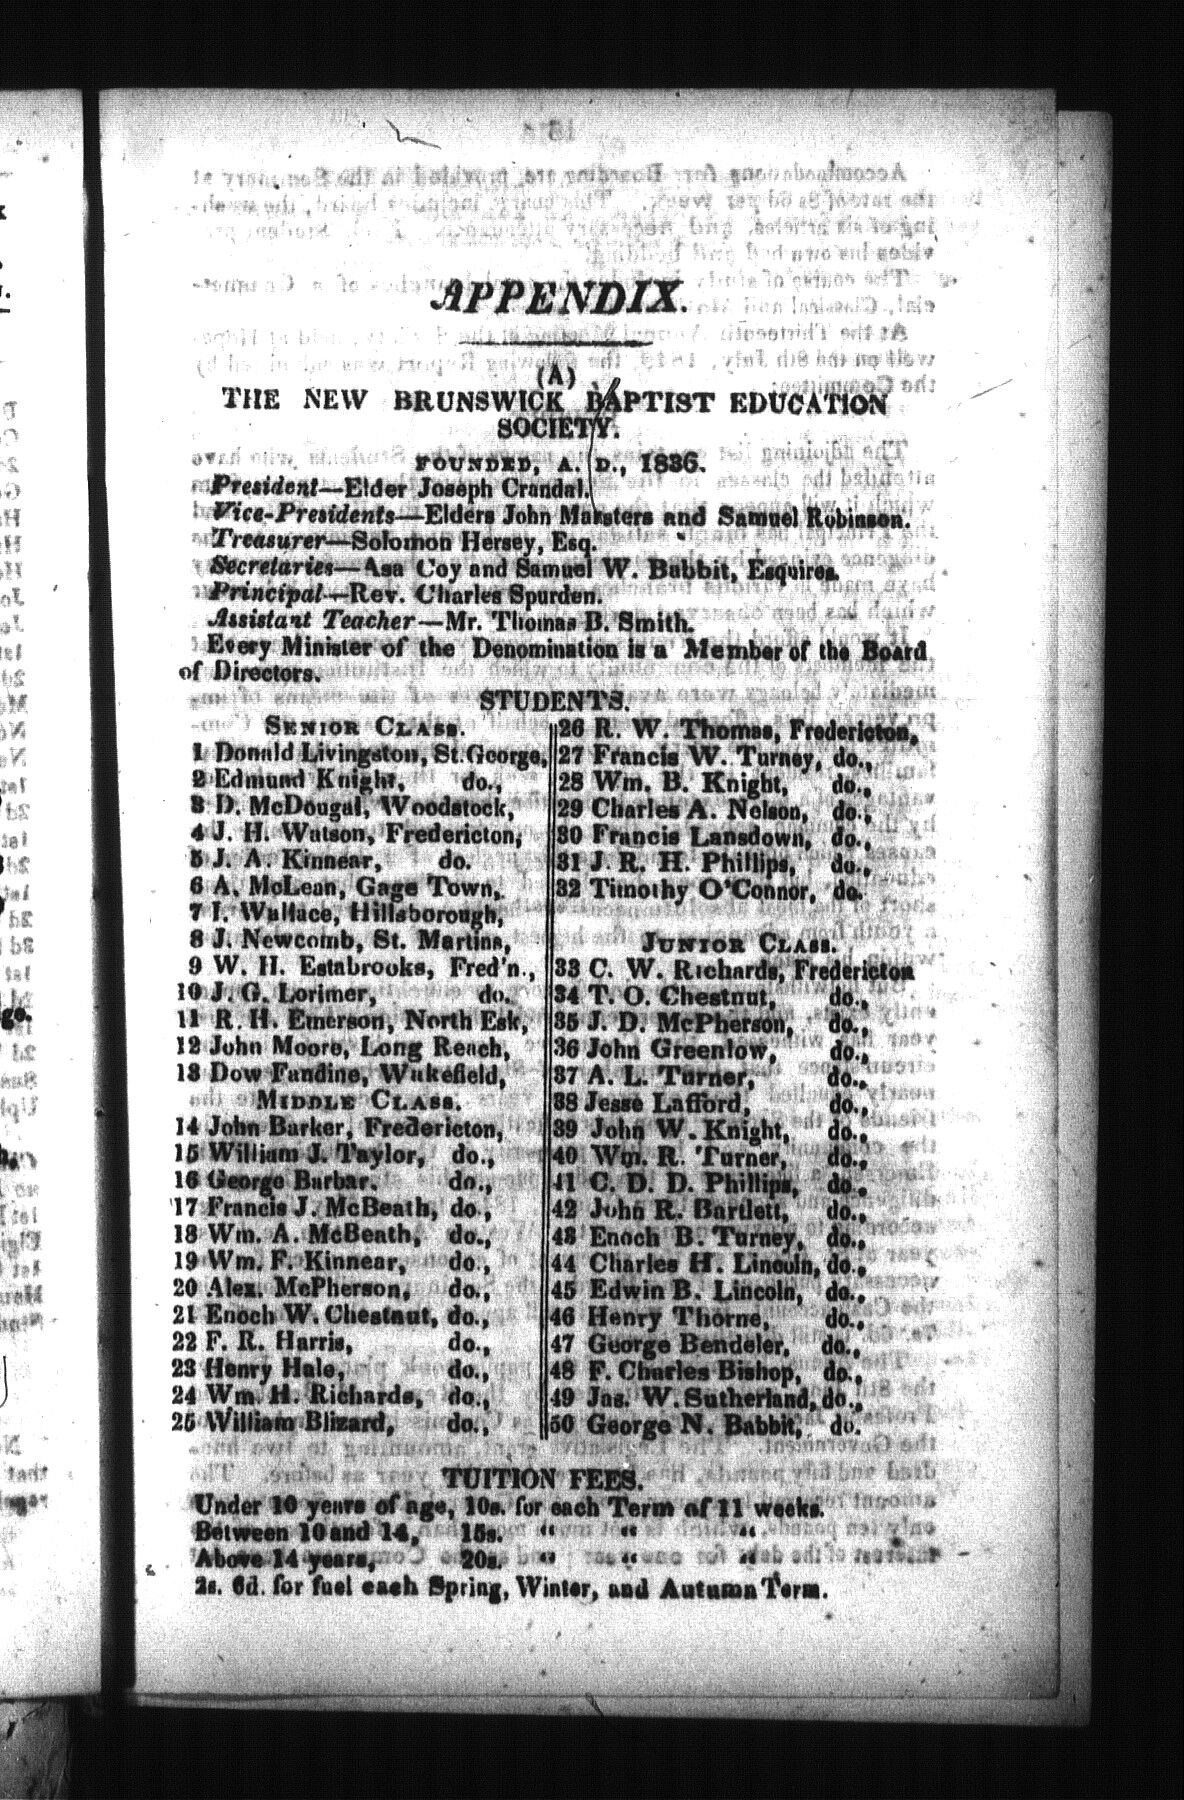 APPENDIX.
(A)
THE NEW BRUNSWICK BAPTIST EDUCATION
SOCIETY.
FOUNDED, A. D., 1836.
President—Elder Joseph Crandal.
Vice-Presidents—Elders John Masters and Samuel Robinson.
Treasurer—Solomon Hersey, Esq.
Secretaries—Asa Coy and Samuel W. Babbit, Esquires.
Principal—Rev. Charles Spurden.
Assistant Teacher—Mr. Thomas B. Smith.
Every Minister of the Denomination is a Member of the Board
of Directors.
STUDENTS.
SENIOR CLASS.
1 Donald Livingston, St. George,
2 Edmund Knight, do.,
3 D. McDougal, Woodstock,
4 J. H. Watson, Fredericton,
5 J. A. Kinnear, do.
6 A. McLean, Gage Town,
7 I. Wallace, Hillsborough,
8 J. Newcomb, St. Martins,
9 W. H. Estabrooks, Fred'n.,
10 J. G. Lorimer, do.
11 R. H. Emerson, North Esk,
12 John Moore, Long Reach,
13 Dow Fandine, Wakefield,
MIDDLE CLASS.
14 John Barker, Fredericton,
15 William J. Taylor, do.,
16 George Barbar. do.,
17 Francis J. McBeath, do.,
18 Wm. A. McBeath, do.,
19 Wm. F. Kinnear, do.,
20 Alex. McPherson, do.,
21 Enoch W. Chestnut, do.,
22 F. R. Harris, do.,
23 Henry Hale, do.,
24 Wm. H. Richards, do.,
25 William Blizard, do.,
26 R. W. Thomas, Fredericton,
27 Francis W. Turney, do.,
28 Wm. B. Knight, do.,
29 Charles A. Nelson, do.,
30 Francis Lansdown, do.,
31 J. R. H. Phillips, do.,
32 Timothy O'Connor, do.
JUNIOR CLASS.
33 C. W. Richards, Fredericton
34 T. O. Chestnut, do.,
35 J. D. McPherson, do.,
36 John Greenlow, do.,
37 A. L. Turner, do.,
38 Jesse Lafford, do.,
39 John W. Knight, do.,
40 Wm. R. Turner, do.,
41 C. D. D. Phillips, do.,
42 John R. Bartlett, do.,
43 Enoch B. Turney, do.,
44 Charles H. Lincoln, do.,
45 Edwin B. Lincoln, do.,
46 Henry Thorne, do.,
47 George Bendeler, do.,
48 F. Charles Bishop, do.,
49 Jas. W. Sutherland, do.,
50 George N. Babbit, do.
TUITION FEES.
Under 10 years of age, 10s. for each Term of 11 weeks.
Between 10 and 14, 15s. " " "
Above 14 years, 20s. " " "
2s. 6d. for fuel each Spring, Winter, and Autumn Term.